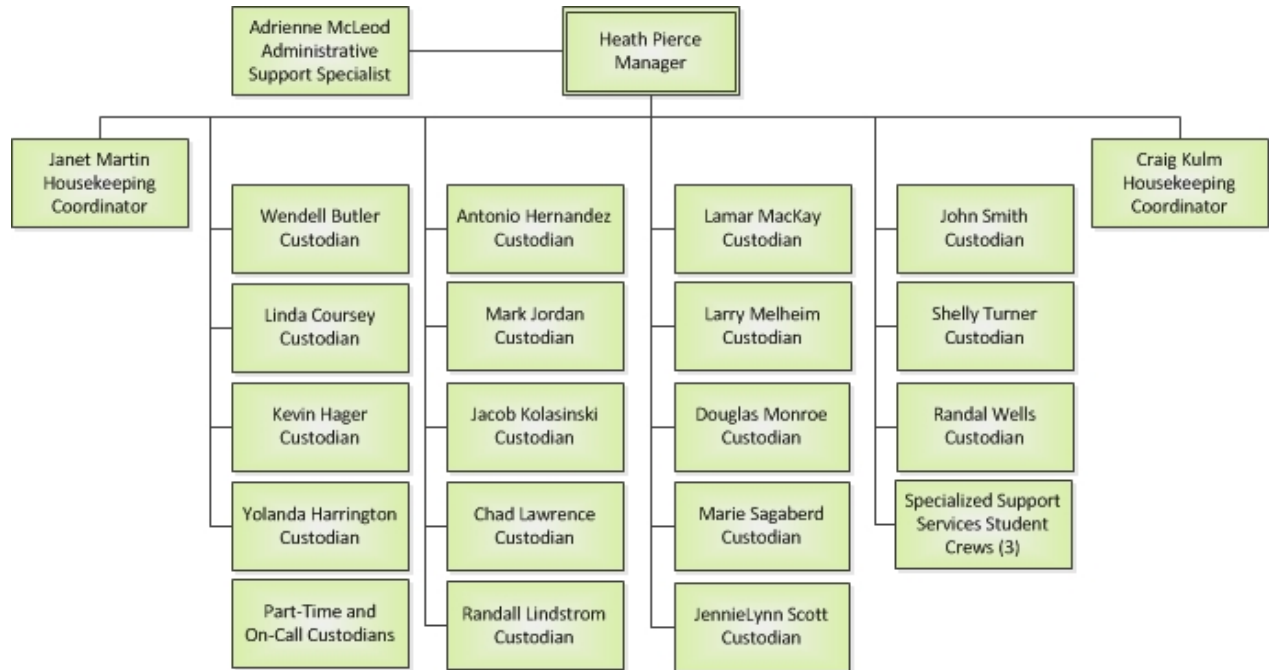 Adrienne McLeod
Administrative
Support Specialist
Heath Pierce
Manager
Janet Martin
Housekeeping
Coordinator
Craig Kulm
Housekeeping
Coordinator
Wendell Butler
Custodian
Linda Coursey
Custodian
Kevin Hager
Custodian
Yolanda Harrington
Custodian
Part-Time and
On-Call Custodians
Antonio Hernandez
Custodian
Mark Jordan
Custodian
Jacob Kolasinski
Custodian
Chad Lawrence
Custodian
Randall Lindstrom
Custodian
Lamar MacKay
Custodian
Larry Melheim
Custodian
Douglas Monroe
Custodian
Marie Sagaberd
Custodian
JennieLynn Scott
Custodian
John Smith
Custodian
Shelly Turner
Custodian
Randal Wells
Custodian
Specialized Support
Services Student
Crews (3)